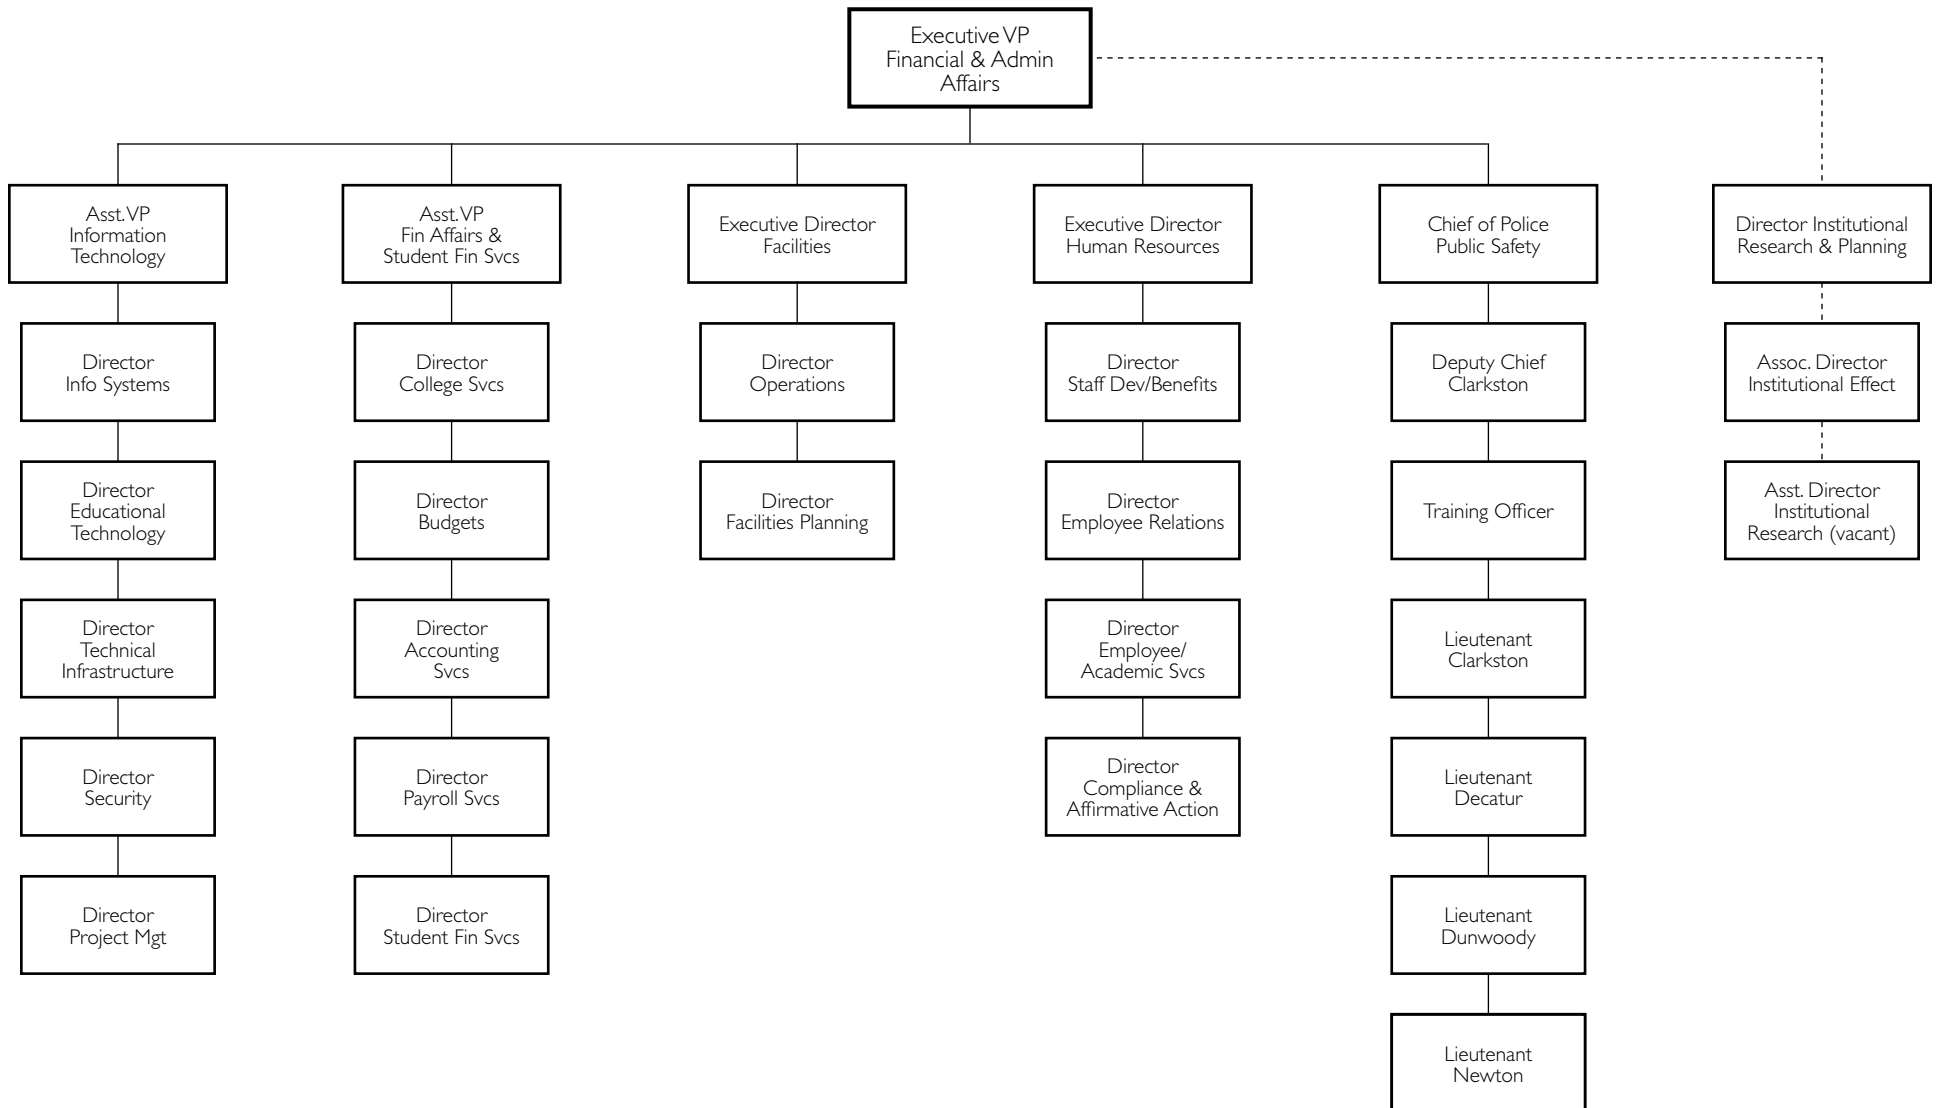 Executive VP
Financial & Admin
Affairs
Asst. VP
Information
Technology
Asst. VP
Fin Affairs &
Student Fin Svcs
Executive Director
Facilities
Executive Director
Human Resources
Chief of Police
Public Safety
Director Institutional
Research & Planning
Director
Info Systems
Director
College Svcs
Director
Operations
Director
Staff Dev/Benefits
Deputy Chief
Clarkston
Assoc. Director
Institutional Effect
Director
Educational
Technology
Director
Budgets
Director
Facilities Planning
Director
Employee Relations
Training Officer
Asst. Director
Institutional
Research (vacant)
Director
Technical
Infrastructure
Director
Accounting
Svcs
Director
Employee/
Academic Svcs
Lieutenant
Clarkston
Director
Security
Director
Payroll Svcs
Director
Compliance &
Affirmative Action
Lieutenant
Decatur
Director
Project Mgt
Director
Student Fin Svcs
Lieutenant
Dunwoody
Lieutenant
Newton